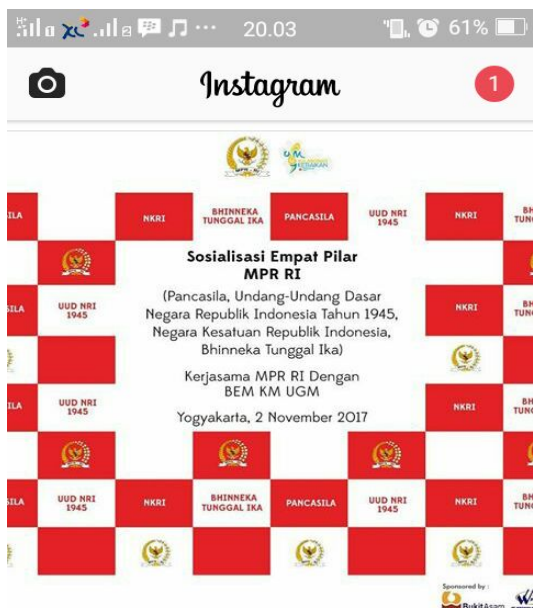 20.03
61%
Instagram
1
MPR - RI
NKRI
BHINNEKA
TUNGGAL IKA
PANCASILA
UUD NRI
1945
NKRI
Sosialisasi Empat Pilar
MPR RI
(Pancasila, Undang-Undang Dasar
Negara Republik Indonesia Tahun 1945,
Negara Kesatuan Republik Indonesia,
Bhinneka Tunggal Ika)
Kerjasama MPR RI Dengan
BEM KM UGM
Yogyakarta, 2 November 2017
UUD NRI
1945
NKRI
UUD NRI
1945
NKRI
UUD NRI
1945
NKRI
BHINNEKA
TUNGGAL IKA
PANCASILA
UUD NRI
1945
NKRI
Sponsored by :
BukitAsam